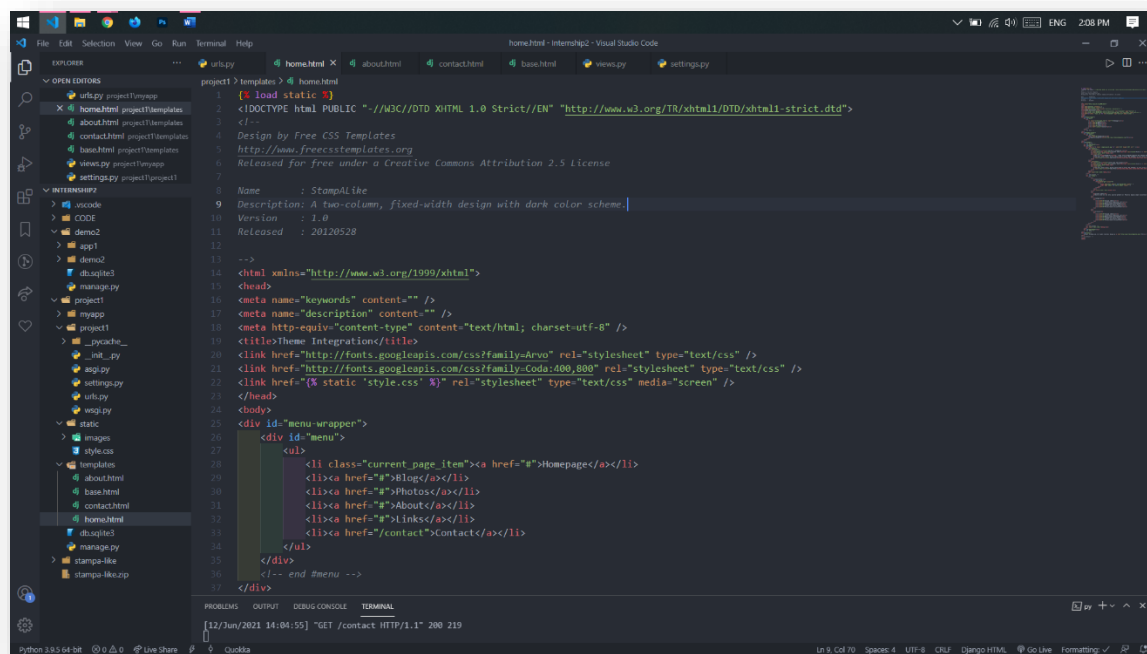 ENG 2:08 PM
File Edit Selection View Go Run Terminal Help
home.html - Internship2 - Visual Studio Code
EXPLORER
OPEN EDITORS
urls.py project1\myapp
home.html project1\templates
about.html project1\templates
contact.html project1\templates
base.html project1\templates
views.py project1\myapp
settings.py project1\project1
INTERNSHIP2
.vscode
CODE
demo2
app1
demo2
db.sqlite3
manage.py
project1
myapp
project1
__pycache__
__init__.py
asgi.py
settings.py
urls.py
wsgi.py
static
images
style.css
templates
about.html
base.html
contact.html
home.html
db.sqlite3
manage.py
stampa-like
stampa-like.zip
urls.py home.html about.html contact.html base.html views.py settings.py
project1 > templates > home.html
1 {% load static %}
2 <!DOCTYPE html PUBLIC "-//W3C//DTD XHTML 1.0 Strict//EN" "http://www.w3.org/TR/xhtml1/DTD/xhtml1-strict.dtd">
3 <!--
4 Design by Free CSS Templates
5 http://www.freecsstemplates.org
6 Released for free under a Creative Commons Attribution 2.5 License
7
8 Name : StampALike
9 Description: A two-column, fixed-width design with dark color scheme.
10 Version : 1.0
11 Released : 20120528
12
13 -->
14 <html xmlns="http://www.w3.org/1999/xhtml">
15 <head>
16 <meta name="keywords" content="" />
17 <meta name="description" content="" />
18 <meta http-equiv="content-type" content="text/html; charset=utf-8" />
19 <title>Theme Integration</title>
20 <link href="http://fonts.googleapis.com/css?family=Arvo" rel="stylesheet" type="text/css" />
21 <link href="http://fonts.googleapis.com/css?family=Coda:400,800" rel="stylesheet" type="text/css" />
22 <link href="{% static 'style.css' %}" rel="stylesheet" type="text/css" media="screen" />
23 </head>
24 <body>
25 <div id="menu-wrapper">
26 <div id="menu">
27 <ul>
28 <li class="current_page_item"><a href="#">Homepage</a></li>
29 <li><a href="#">Blog</a></li>
30 <li><a href="#">Photos</a></li>
31 <li><a href="#">About</a></li>
32 <li><a href="#">Links</a></li>
33 <li><a href="/contact">Contact</a></li>
34 </ul>
35 </div>
36 <!-- end #menu -->
37 </div>
PROBLEMS OUTPUT DEBUG CONSOLE TERMINAL
py
[12/Jun/2021 14:04:55] "GET /contact HTTP/1.1" 200 219
Python 3.9.5 64-bit 0 0 Live Share Quokka
Ln 9, Col 70 Spaces: 4 UTF-8 CRLF Django HTML Go Live Formatting: ✓